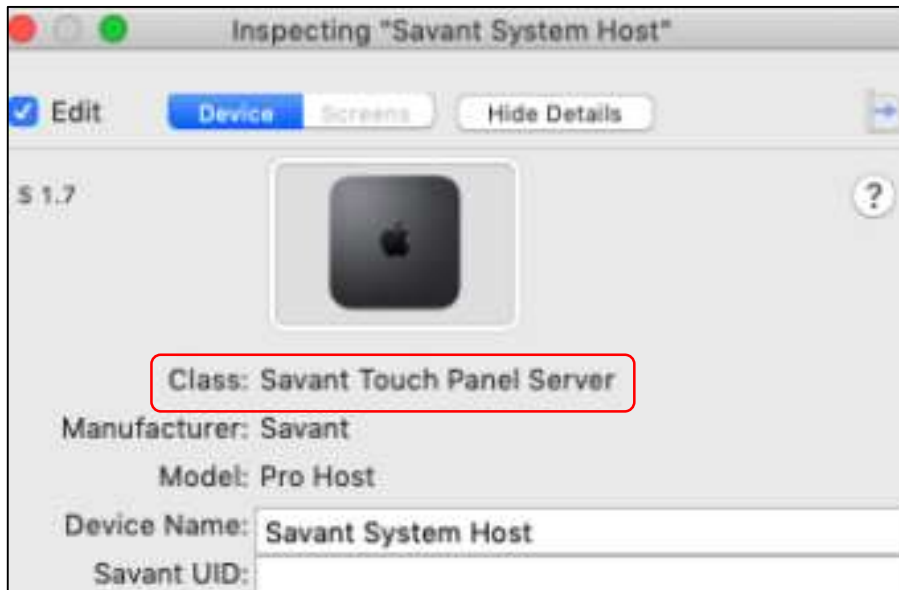 Inspecting "Savant System Host"
Edit Device Screens Hide Details
S 1.7 ?
Class: Savant Touch Panel Server
Manufacturer: Savant
Model: Pro Host
Device Name: Savant System Host
Savant UID: